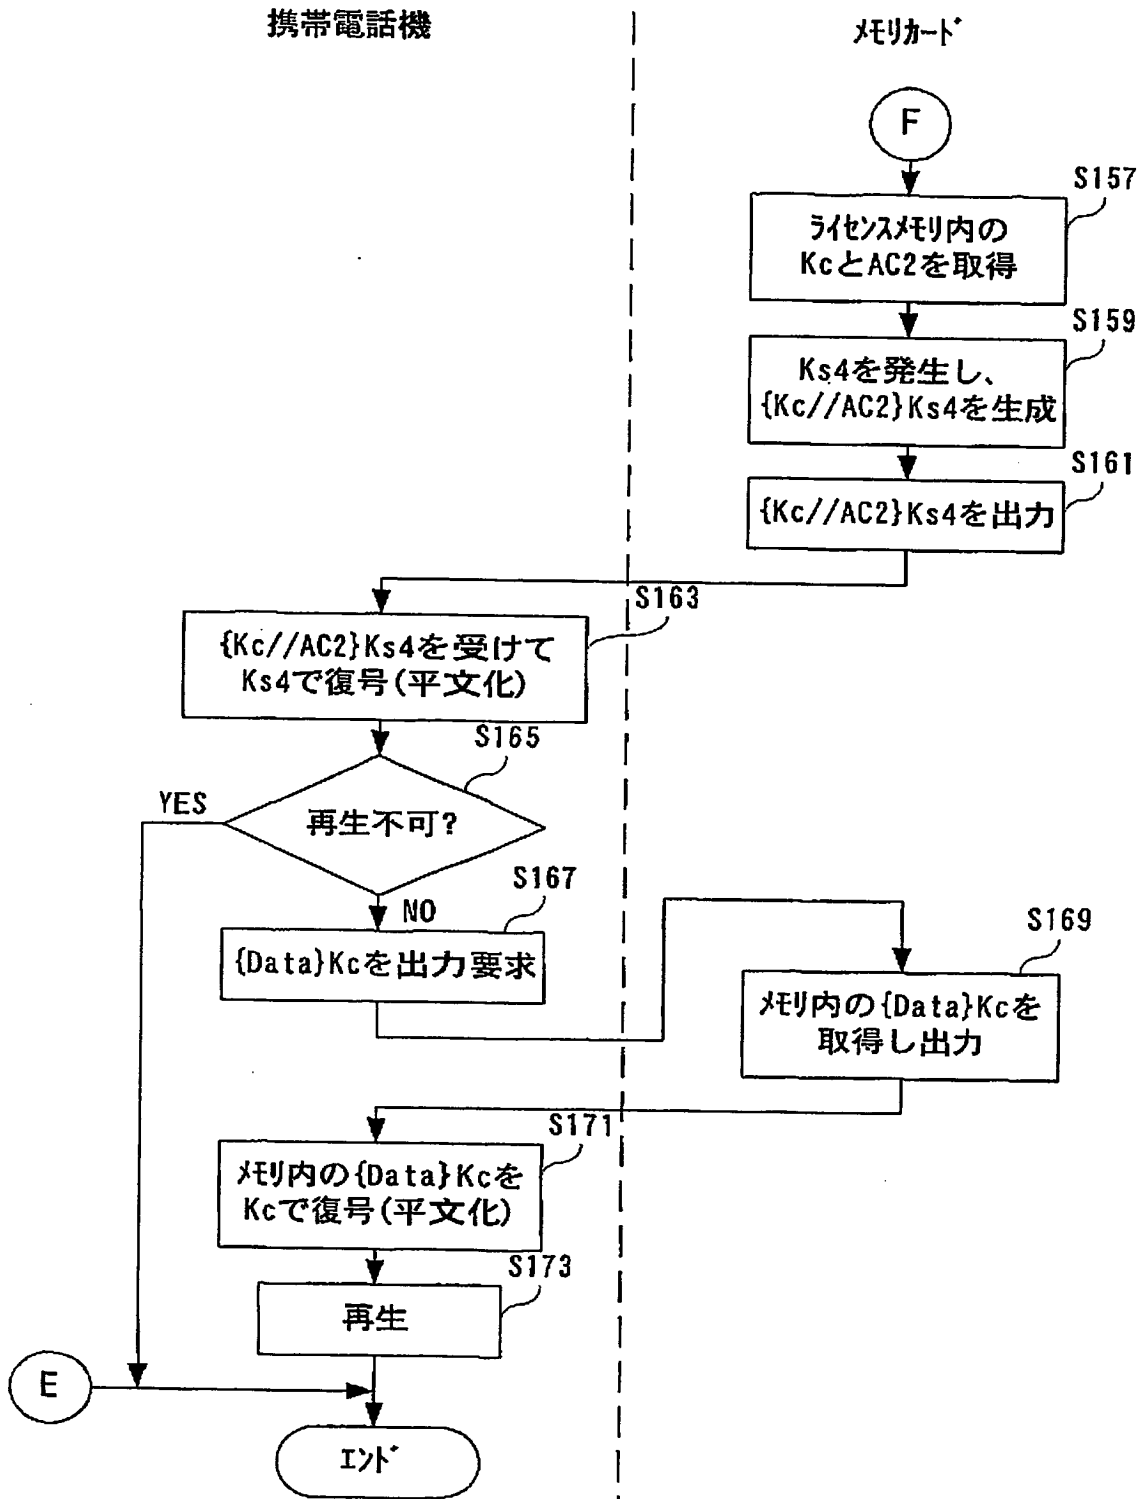 携帯電話機
ﾒﾓﾘｶｰﾄﾞ
F
S157
ﾗｲｾﾝｽﾒﾓﾘ内の
KcとAC2を取得
S159
Ks4を発生し、
{Kc//AC2}Ks4を生成
S161
{Kc//AC2}Ks4を出力
S163
{Kc//AC2}Ks4を受けて
Ks4で復号(平文化)
S165
YES
再生不可?
S167
NO
{Data}Kcを出力要求
S169
ﾒﾓﾘ内の{Data}Kcを
取得し出力
S171
ﾒﾓﾘ内の{Data}Kcを
Kcで復号(平文化)
S173
再生
E
ｴﾝﾄﾞ